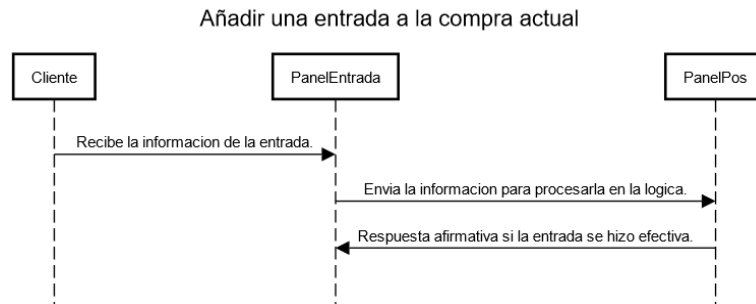 Añadir una entrada a la compra actual
Cliente
PanelEntrada
PanelPos
Recibe la informacion de la entrada.
Envia la informacion para procesarla en la logica.
Respuesta afirmativa si la entrada se hizo efectiva.